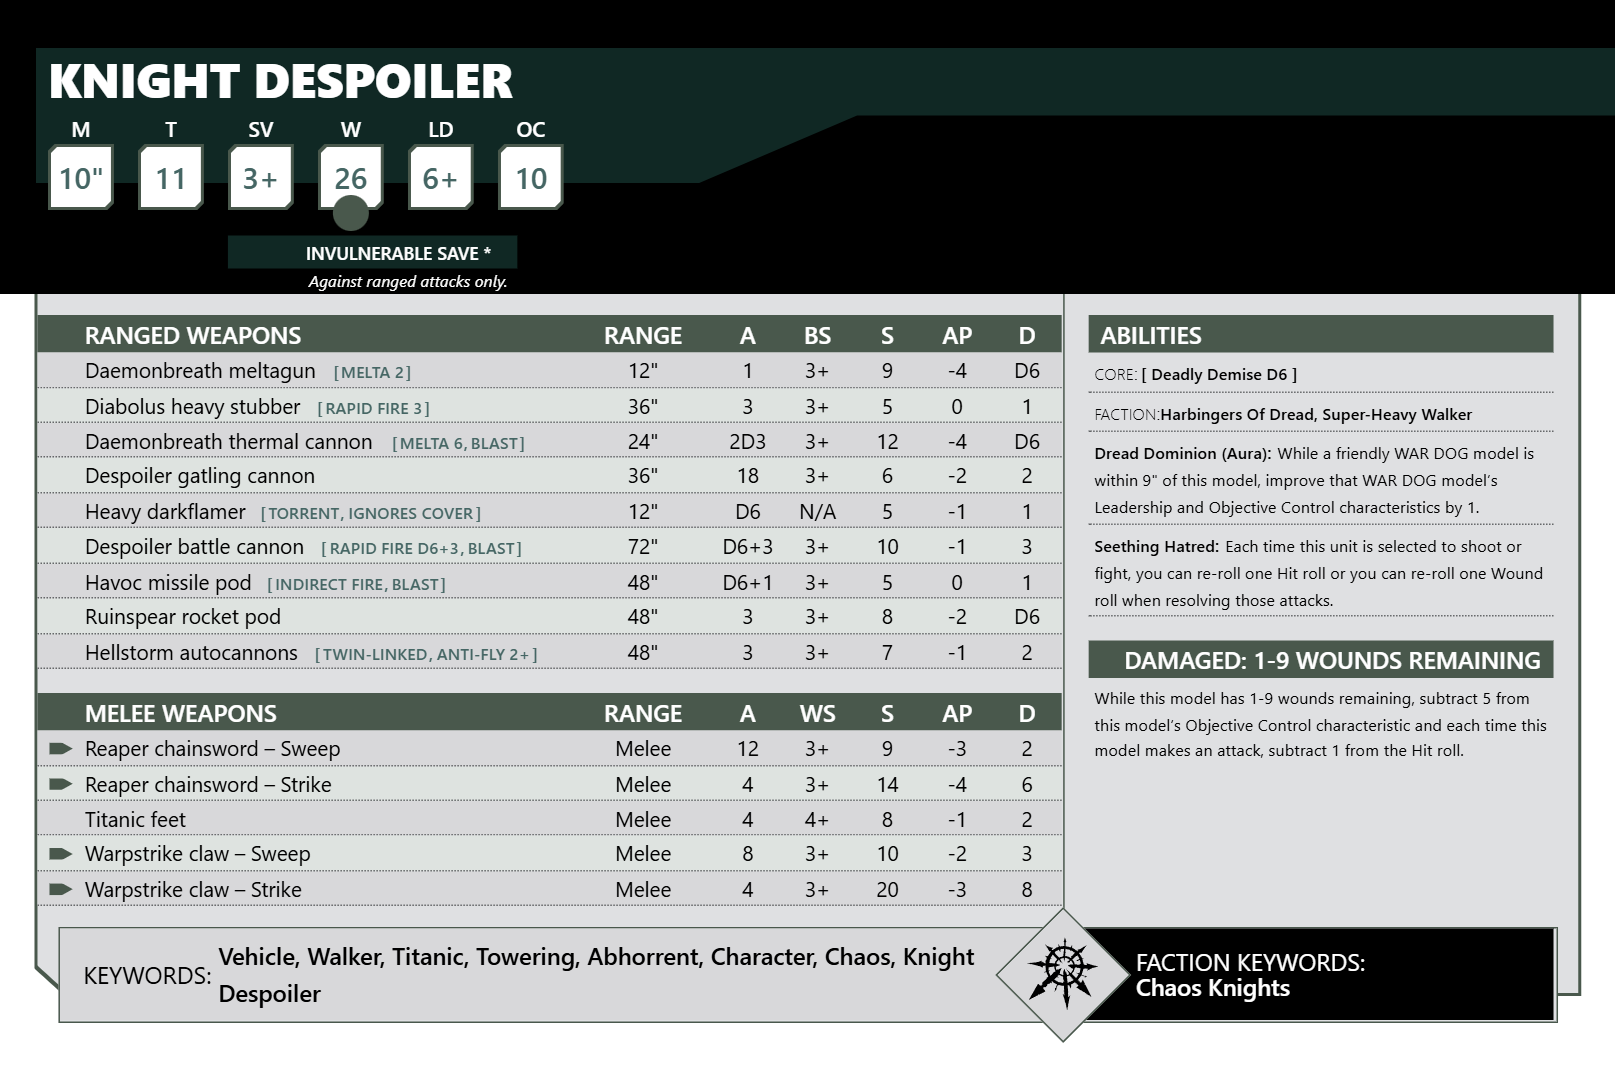 KNIGHT DESPOILER
M T SV W LD OC
10" 11 3+ 26 6+ 10
INVULNERABLE SAVE *
Against ranged attacks only.
RANGED WEAPONS RANGE A BS S AP D
Daemonbreath meltagun [MELTA 2] 12" 1 3+ 9 -4 D6
Diabolus heavy stubber [RAPID FIRE 3] 36" 3 3+ 5 0 1
Daemonbreath thermal cannon [MELTA 6, BLAST] 24" 2D3 3+ 12 -4 D6
Despoiler gatling cannon 36" 18 3+ 6 -2 2
Heavy darkflamer [TORRENT, IGNORES COVER] 12" D6 N/A 5 -1 1
Despoiler battle cannon [RAPID FIRE D6+3, BLAST] 72" D6+3 3+ 10 -1 3
Havoc missile pod [INDIRECT FIRE, BLAST] 48" D6+1 3+ 5 0 1
Ruinspear rocket pod 48" 3 3+ 8 -2 D6
Hellstorm autocannons [TWIN-LINKED, ANTI-FLY 2+] 48" 3 3+ 7 -1 2
MELEE WEAPONS RANGE A WS S AP D
Reaper chainsword – Sweep Melee 12 3+ 9 -3 2
Reaper chainsword – Strike Melee 4 3+ 14 -4 6
Titanic feet Melee 4 4+ 8 -1 2
Warpstrike claw – Sweep Melee 8 3+ 10 -2 3
Warpstrike claw – Strike Melee 4 3+ 20 -3 8
ABILITIES
CORE: [ Deadly Demise D6 ]
FACTION:Harbingers Of Dread, Super-Heavy Walker
Dread Dominion (Aura): While a friendly WAR DOG model is
within 9" of this model, improve that WAR DOG model's
Leadership and Objective Control characteristics by 1.
Seething Hatred: Each time this unit is selected to shoot or
fight, you can re-roll one Hit roll or you can re-roll one Wound
roll when resolving those attacks.
DAMAGED: 1-9 WOUNDS REMAINING
While this model has 1-9 wounds remaining, subtract 5 from
this model's Objective Control characteristic and each time this
model makes an attack, subtract 1 from the Hit roll.
KEYWORDS: Vehicle, Walker, Titanic, Towering, Abhorrent, Character, Chaos, Knight
Despoiler
FACTION KEYWORDS:
Chaos Knights